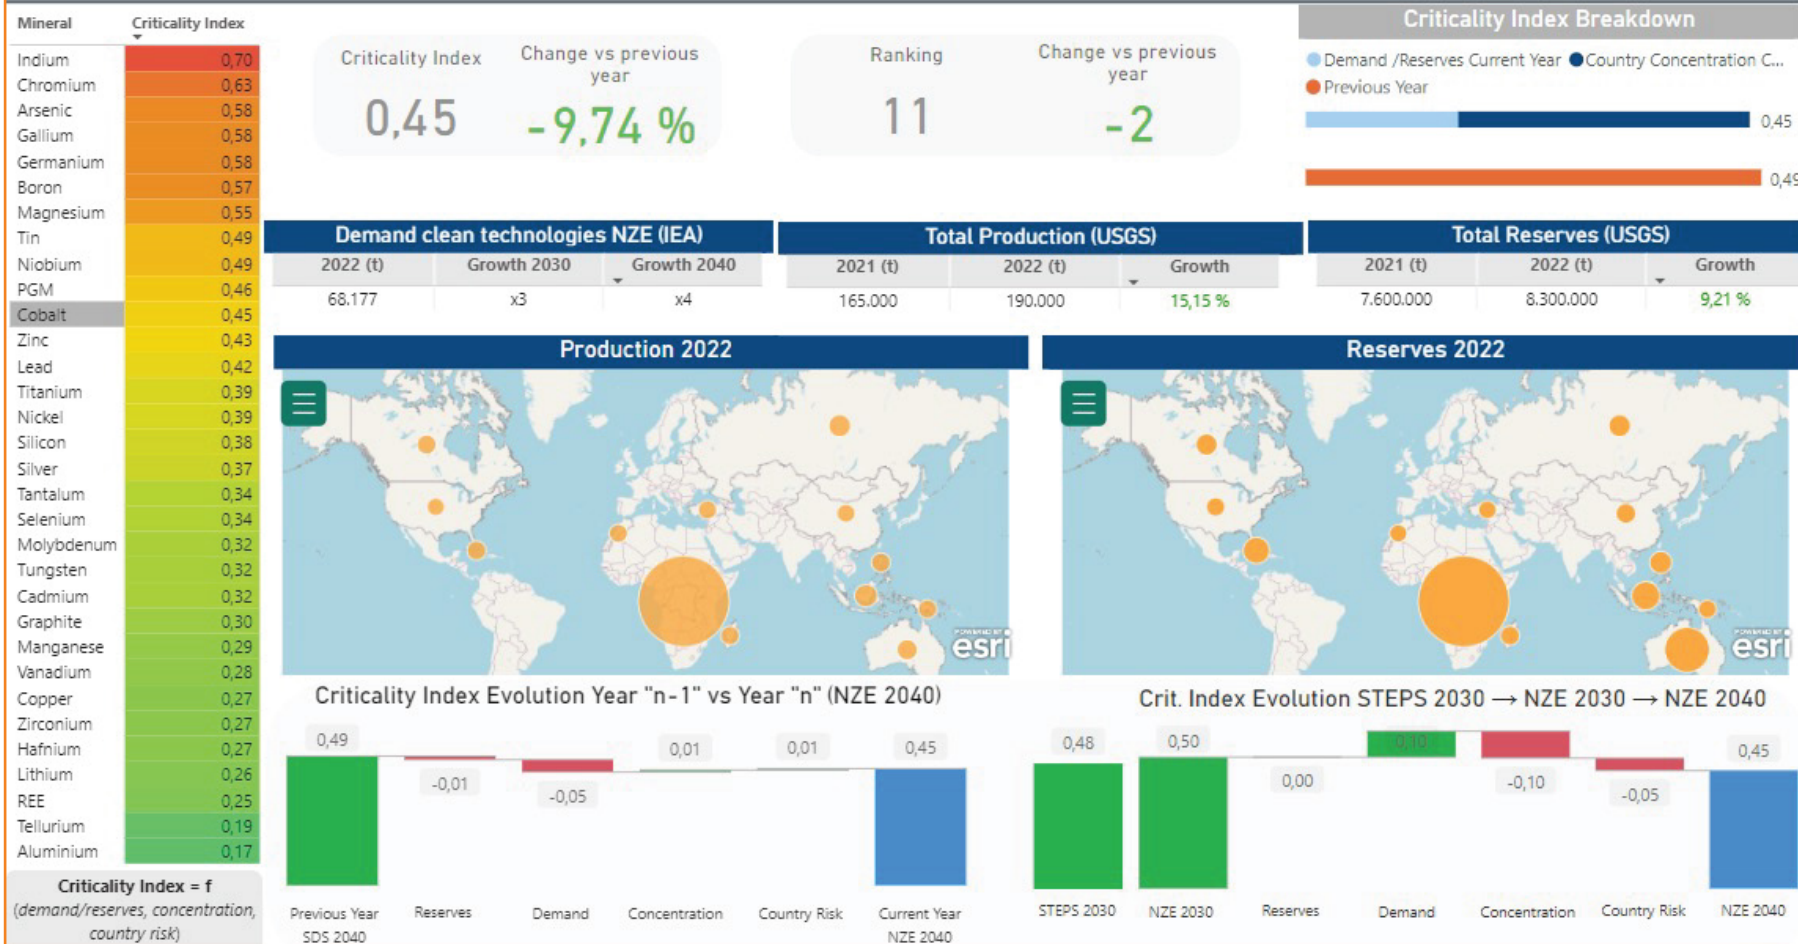 Mineral Criticality Index
Indium 0,70
Chromium 0,63
Arsenic 0,58
Gallium 0,58
Germanium 0,58
Boron 0,57
Magnesium 0,55
Tin 0,49
Niobium 0,49
PGM 0,46
Cobalt 0,45
Zinc 0,43
Lead 0,42
Titanium 0,39
Nickel 0,39
Silicon 0,38
Silver 0,37
Tantalum 0,34
Selenium 0,34
Molybdenum 0,32
Tungsten 0,32
Cadmium 0,32
Graphite 0,30
Manganese 0,29
Vanadium 0,28
Copper 0,27
Zirconium 0,27
Hafnium 0,27
Lithium 0,26
REE 0,25
Tellurium 0,19
Aluminium 0,17
Criticality Index = f
(demand/reserves, concentration,
country risk)
Criticality Index
0,45
Change vs previous
year
-9,74 %
Ranking
11
Change vs previous
year
-2
Criticality Index Breakdown
Demand /Reserves Current Year Country Concentration C...
Previous Year
0,45
0,49
Demand clean technologies NZE (IEA)
2022 (t) Growth 2030 Growth 2040
68.177 x3 x4
Total Production (USGS)
2021 (t) 2022 (t) Growth
165.000 190.000 15,15 %
Total Reserves (USGS)
2021 (t) 2022 (t) Growth
7.600.000 8.300.000 9,21 %
Production 2022
POWERED BY
esri
Reserves 2022
POWERED BY
esri
Criticality Index Evolution Year "n-1" vs Year "n" (NZE 2040)
0,49 -0,01 -0,05 0,01 0,01 0,45
Previous Year Reserves Demand Concentration Country Risk Current Year
SDS 2040 NZE 2040
Crit. Index Evolution STEPS 2030 → NZE 2030 → NZE 2040
0,48 0,50 0,00 0,10 -0,10 -0,05 0,45
STEPS 2030 NZE 2030 Reserves Demand Concentration Country Risk NZE 2040